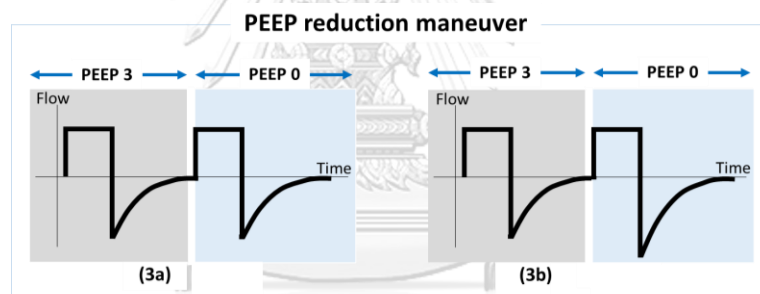 PEEP reduction maneuver
PEEP 3
PEEP 0
PEEP 3
PEEP 0
Flow
Time
Flow
Time
(3a)
(3b)